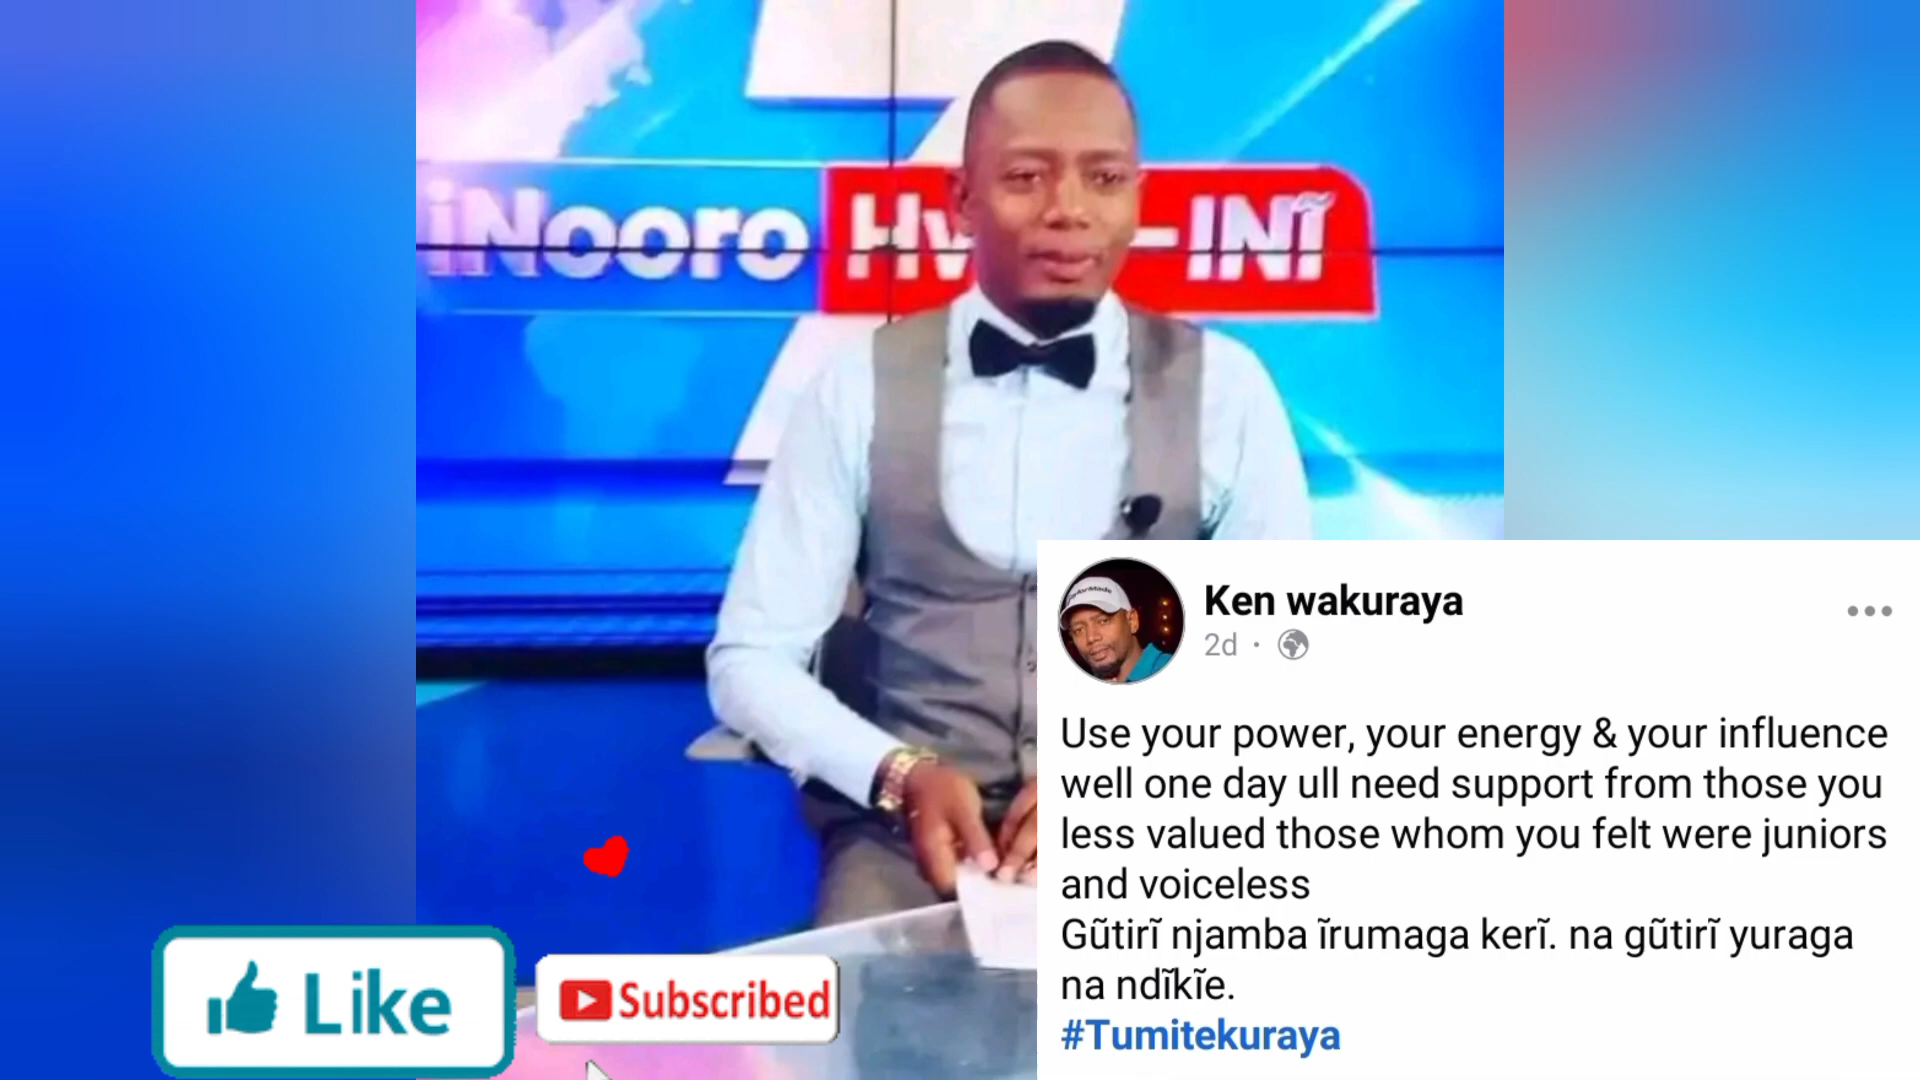 iNooro
-INĨ
Ken wakuraya
2d ·
Use your power, your energy & your influence
well one day ull need support from those you
less valued those whom you felt were juniors
and voiceless
Gũtirĩ njamba ĩrumaga kerĩ. na gũtirĩ yuraga
na ndĩkĩe.
#Tumitekuraya
Like
Subscribed